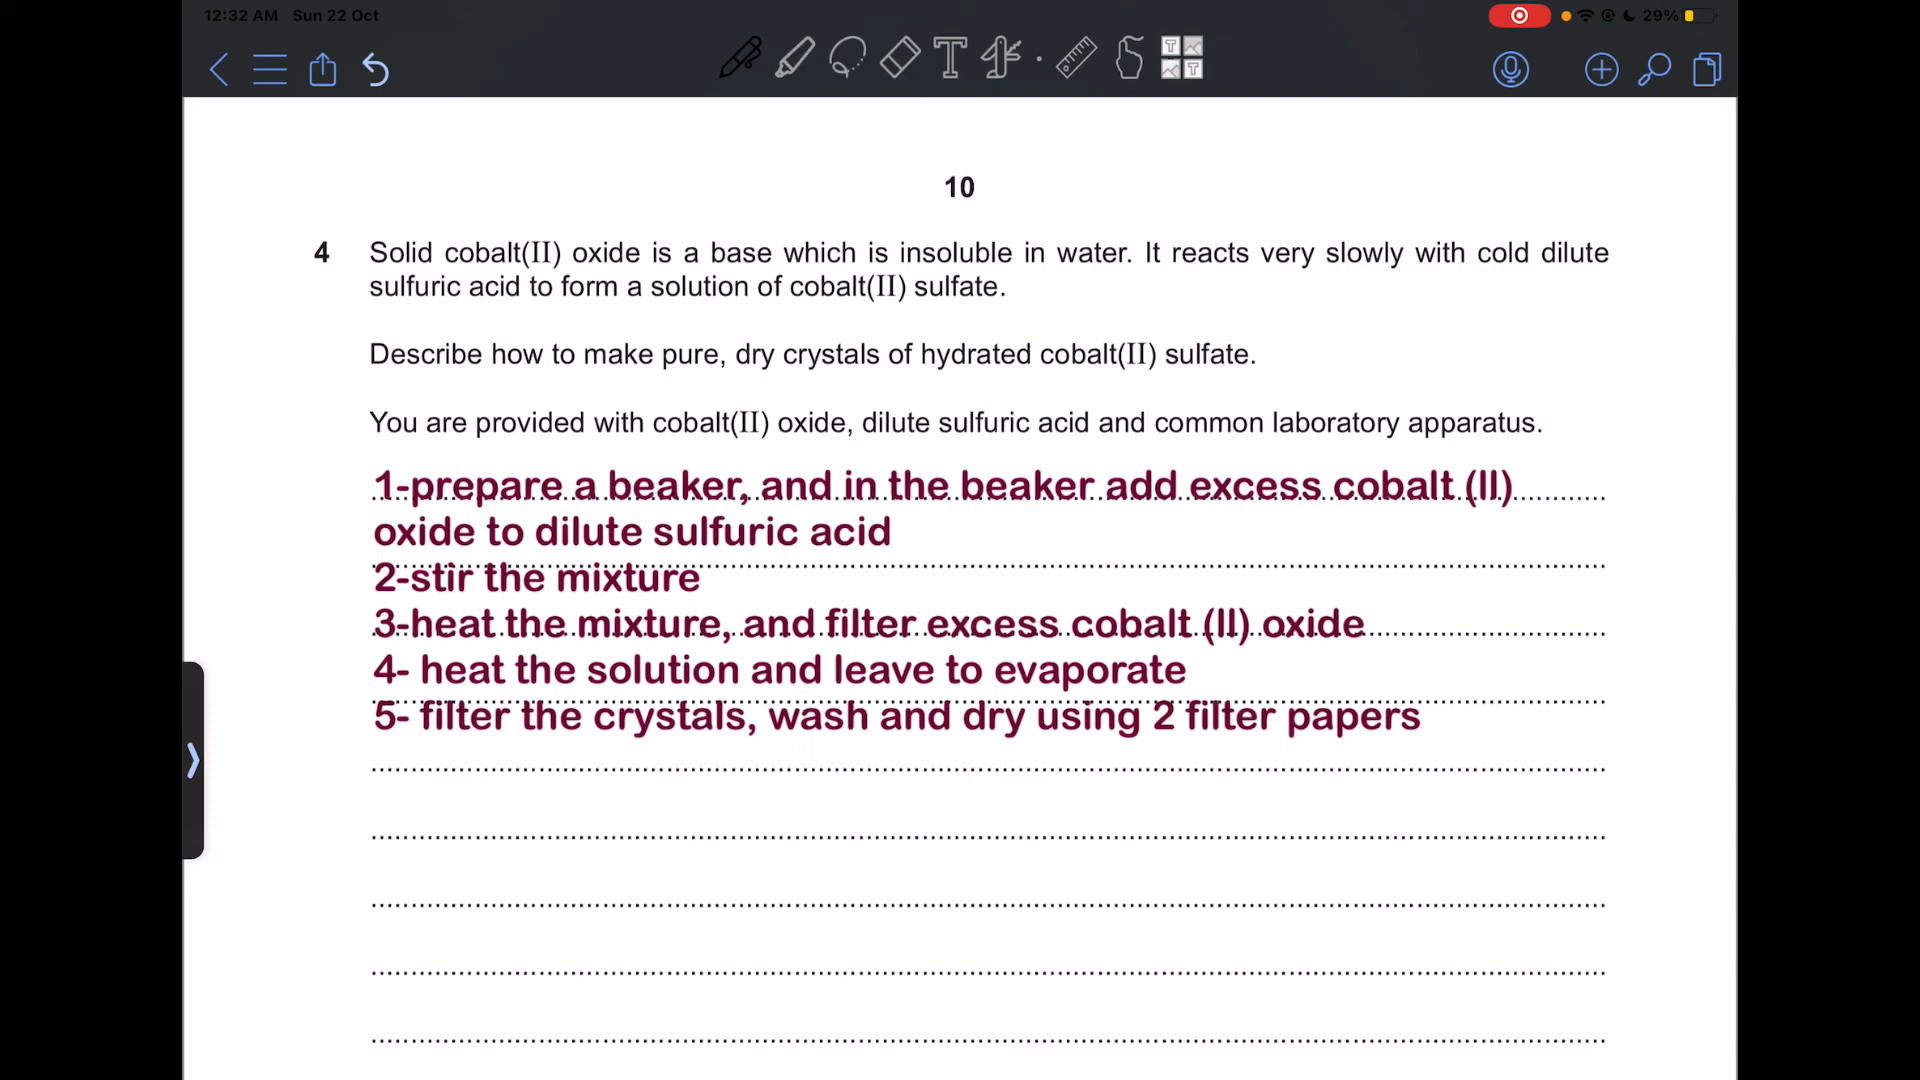 12:32 AM Sun 22 Oct
29%
10
4 Solid cobalt(II) oxide is a base which is insoluble in water. It reacts very slowly with cold dilute
sulfuric acid to form a solution of cobalt(II) sulfate.
Describe how to make pure, dry crystals of hydrated cobalt(II) sulfate.
You are provided with cobalt(II) oxide, dilute sulfuric acid and common laboratory apparatus.
1-prepare a beaker, and in the beaker add excess cobalt (II)
oxide to dilute sulfuric acid
2-stir the mixture
3-heat the mixture, and filter excess cobalt (II) oxide
4- heat the solution and leave to evaporate
5- filter the crystals, wash and dry using 2 filter papers